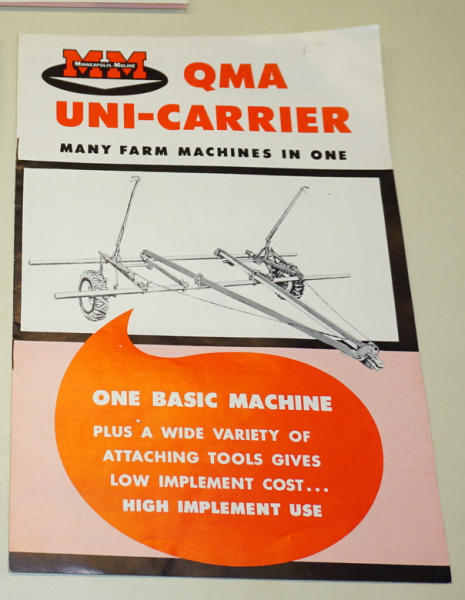 MM
MINNEAPOLIS-MOLINE
QMA
UNI-CARRIER
MANY FARM MACHINES IN ONE
ONE BASIC MACHINE
PLUS A WIDE VARIETY OF
ATTACHING TOOLS GIVES
LOW IMPLEMENT COST...
HIGH IMPLEMENT USE